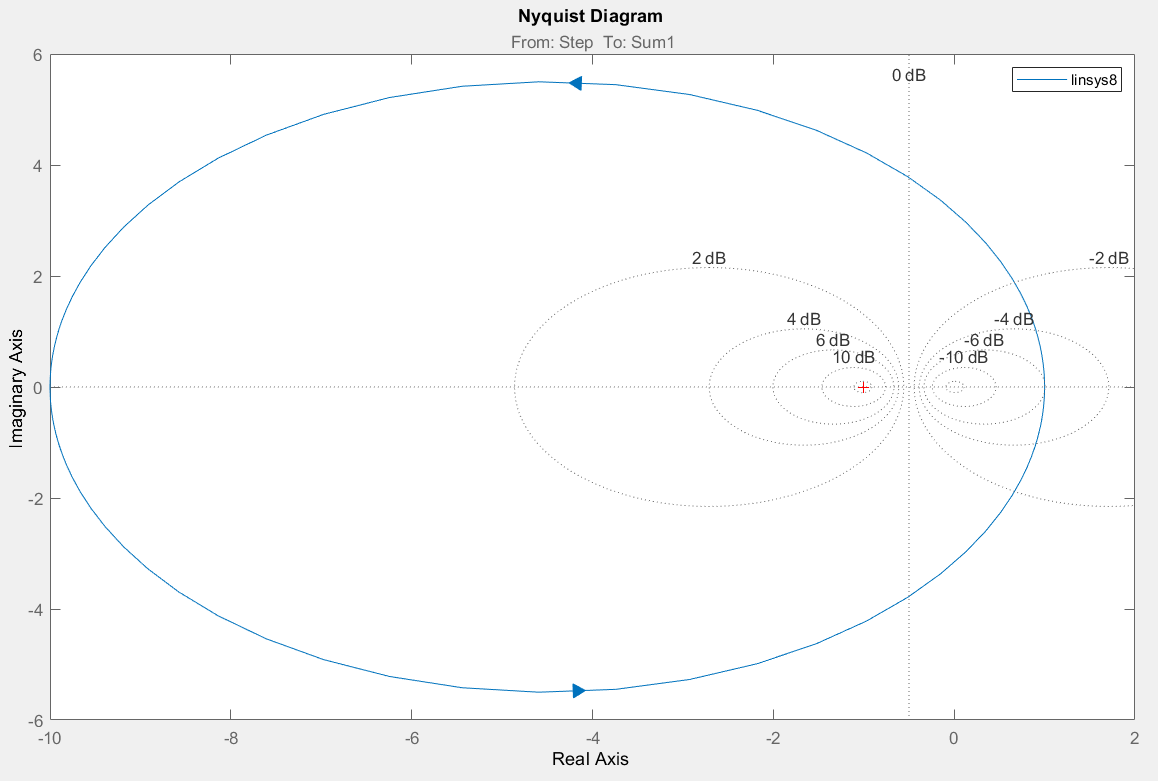 Nyquist Diagram
From: Step To: Sum1
linsys8
0 dB
2 dB
-2 dB
4 dB
-4 dB
6 dB
-6 dB
10 dB
-10 dB
Imaginary Axis
6
4
2
0
-2
-4
-6
-10
-8
-6
-4
-2
0
2
Real Axis